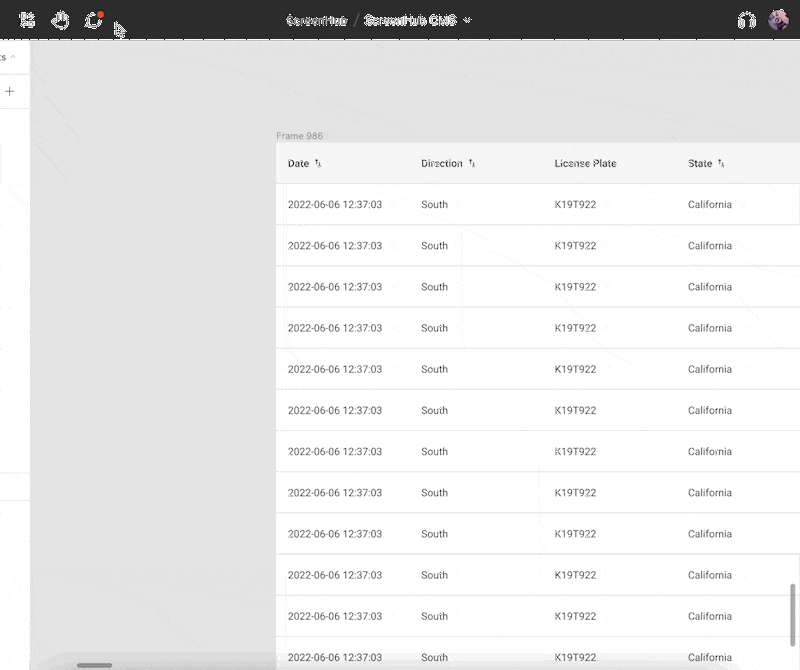 ScreenHub / ScreenHub CMS
Frame 986
Date Direction License Plate State
2022-06-06 12:37:03 South K19T922 California
2022-06-06 12:37:03 South K19T922 California
2022-06-06 12:37:03 South K19T922 California
2022-06-06 12:37:03 South K19T922 California
2022-06-06 12:37:03 South K19T922 California
2022-06-06 12:37:03 South K19T922 California
2022-06-06 12:37:03 South K19T922 California
2022-06-06 12:37:03 South K19T922 California
2022-06-06 12:37:03 South K19T922 California
2022-06-06 12:37:03 South K19T922 California
2022-06-06 12:37:03 South K19T922 California
2022-06-06 12:37:03 South K19T922 California